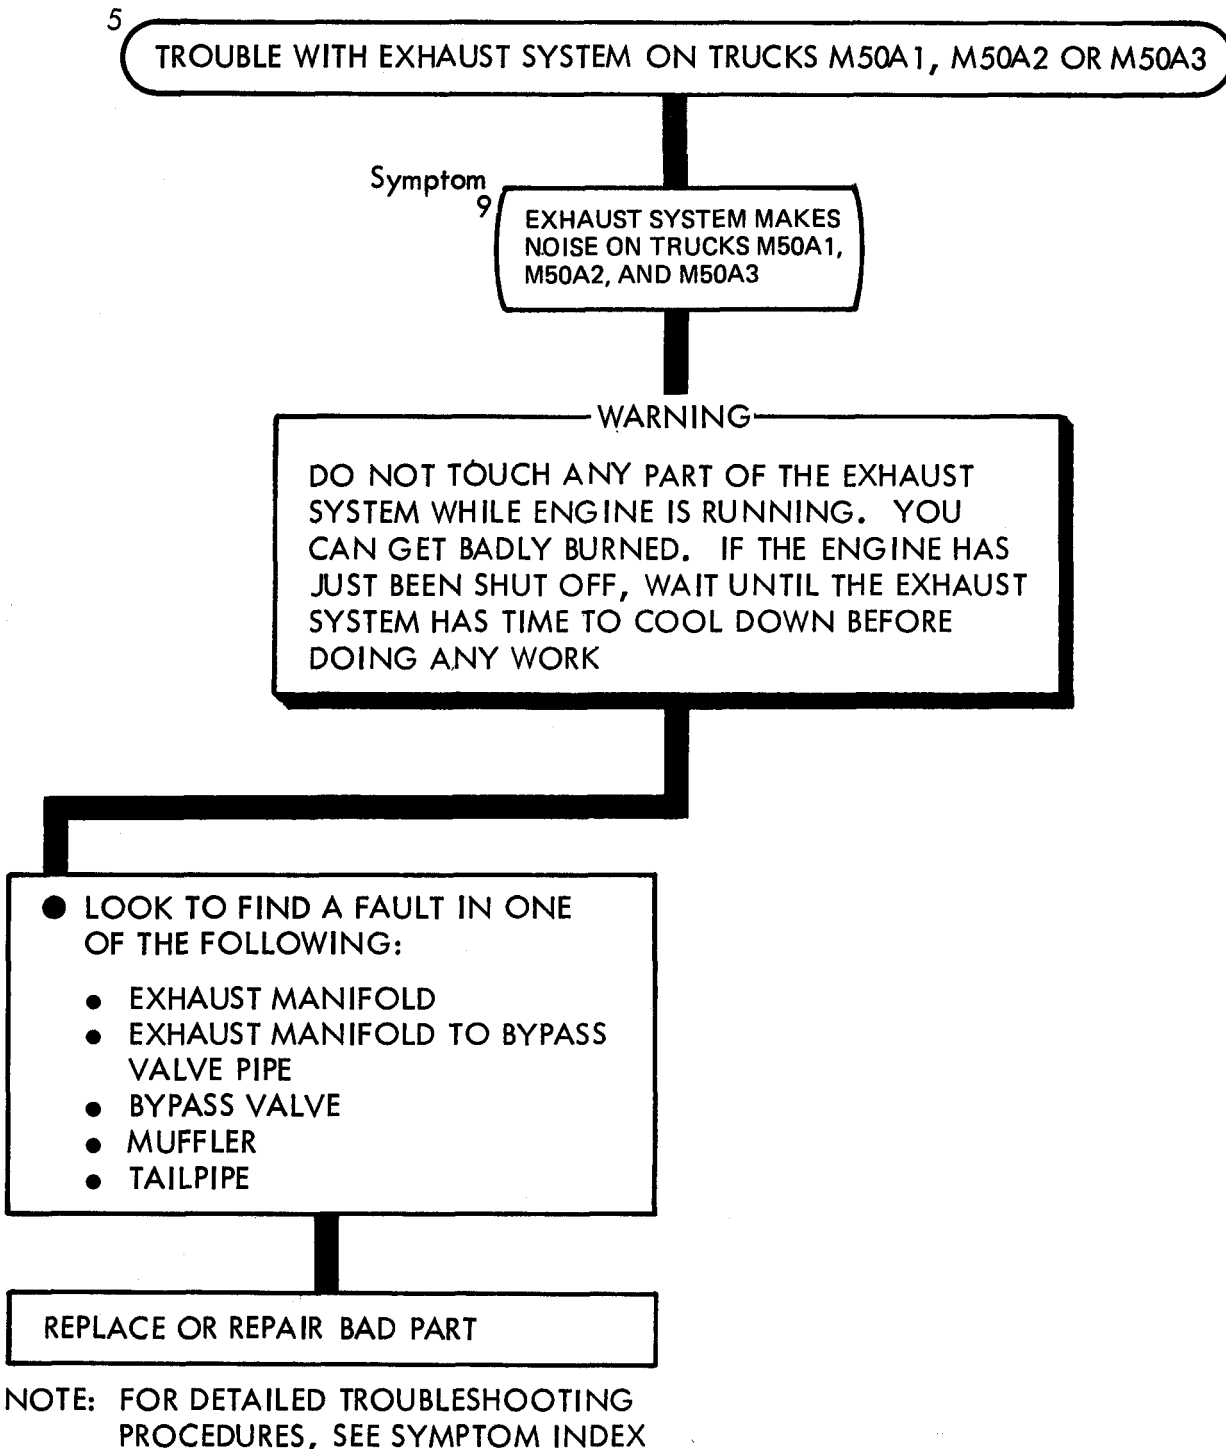 5
TROUBLE WITH EXHAUST SYSTEM ON TRUCKS M50A1, M50A2 OR M50A3
Symptom
9
EXHAUST SYSTEM MAKES
NOISE ON TRUCKS M50A1,
M50A2, AND M50A3
WARNING
DO NOT TOUCH ANY PART OF THE EXHAUST
SYSTEM WHILE ENGINE IS RUNNING. YOU
CAN GET BADLY BURNED. IF THE ENGINE HAS
JUST BEEN SHUT OFF, WAIT UNTIL THE EXHAUST
SYSTEM HAS TIME TO COOL DOWN BEFORE
DOING ANY WORK
● LOOK TO FIND A FAULT IN ONE
OF THE FOLLOWING:
● EXHAUST MANIFOLD
● EXHAUST MANIFOLD TO BYPASS
VALVE PIPE
● BYPASS VALVE
● MUFFLER
● TAILPIPE
REPLACE OR REPAIR BAD PART
NOTE: FOR DETAILED TROUBLESHOOTING
PROCEDURES, SEE SYMPTOM INDEX